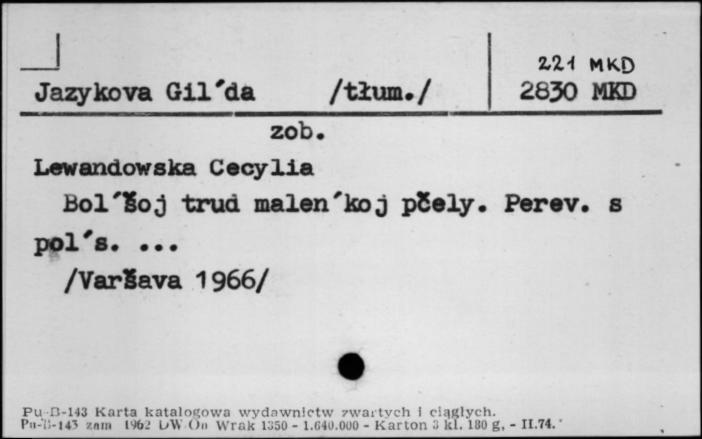 221 MKD
Jazykova Gil´da /tłum./ 2830 MKD
zob.
Lewandowska Cecylia
Bol´šoj trud malen´koj pčely. Perev. s
pol´s. ...
/Varšava 1966/
Pu-B-143 Karta katalogowa wydawnictw zwartych i ciągłych.
Pu-B-143 zam 1962 DW On Wrak 1350 - 1.640.000 - Karton 3 kl. 180 g. - II.74.